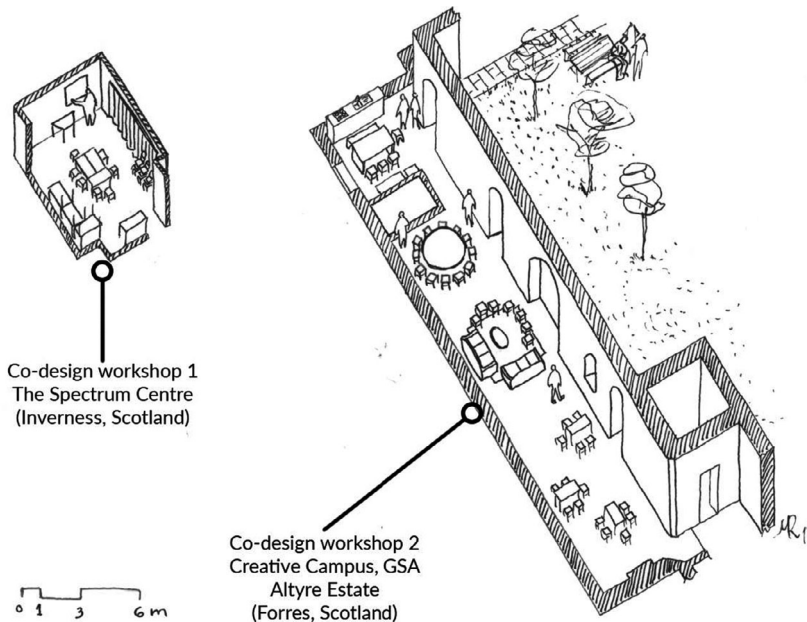 Co-design workshop 1
The Spectrum Centre
(Inverness, Scotland)
Co-design workshop 2
Creative Campus, GSA
Altyre Estate
(Forres, Scotland)
0 1 3 6 m